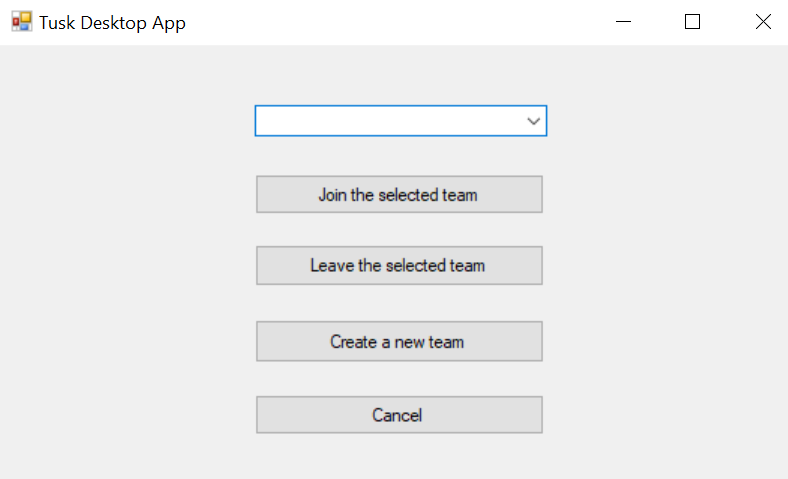 Tusk Desktop App
Join the selected team
Leave the selected team
Create a new team
Cancel